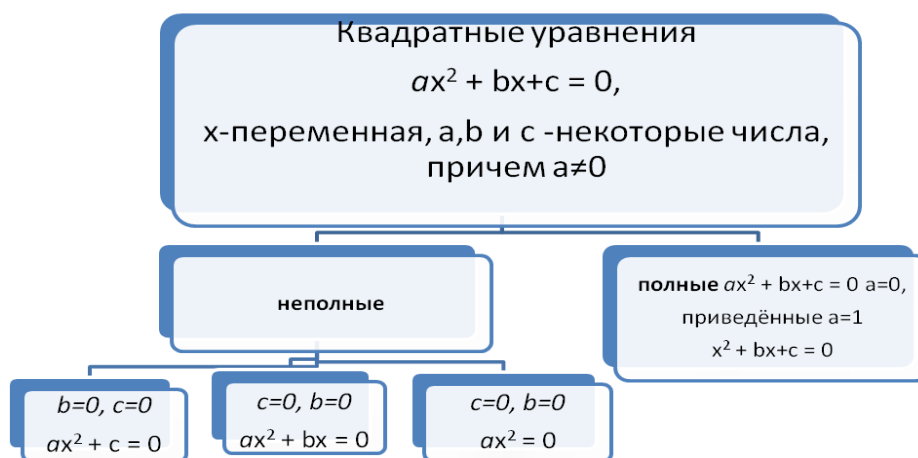 Квадратные уравнения
ax² + bx+c = 0,
х-переменная, a,b и с -некоторые числа,
причем a≠0
неполные
полные ax² + bx+c = 0 a=0,
приведённые a=1
x² + bx+c = 0
b=0, c=0
ax² + c = 0
c=0, b=0
ax² + bx = 0
c=0, b=0
ax² = 0